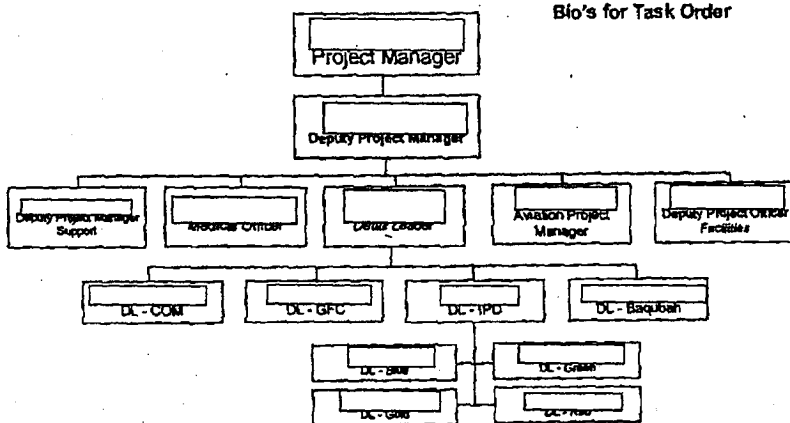 Bio's for Task Order
Project Manager
Deputy Project Manager
Deputy Project Manager
Support
Medical Officer
Detail Leader
Aviation Project
Manager
Deputy Project Officer
Facilities
DL - COM
DL - GFC
DL - IPD
DL - Baqubah
DL - Blue
DL - Green
DL - Gold
DL - Red